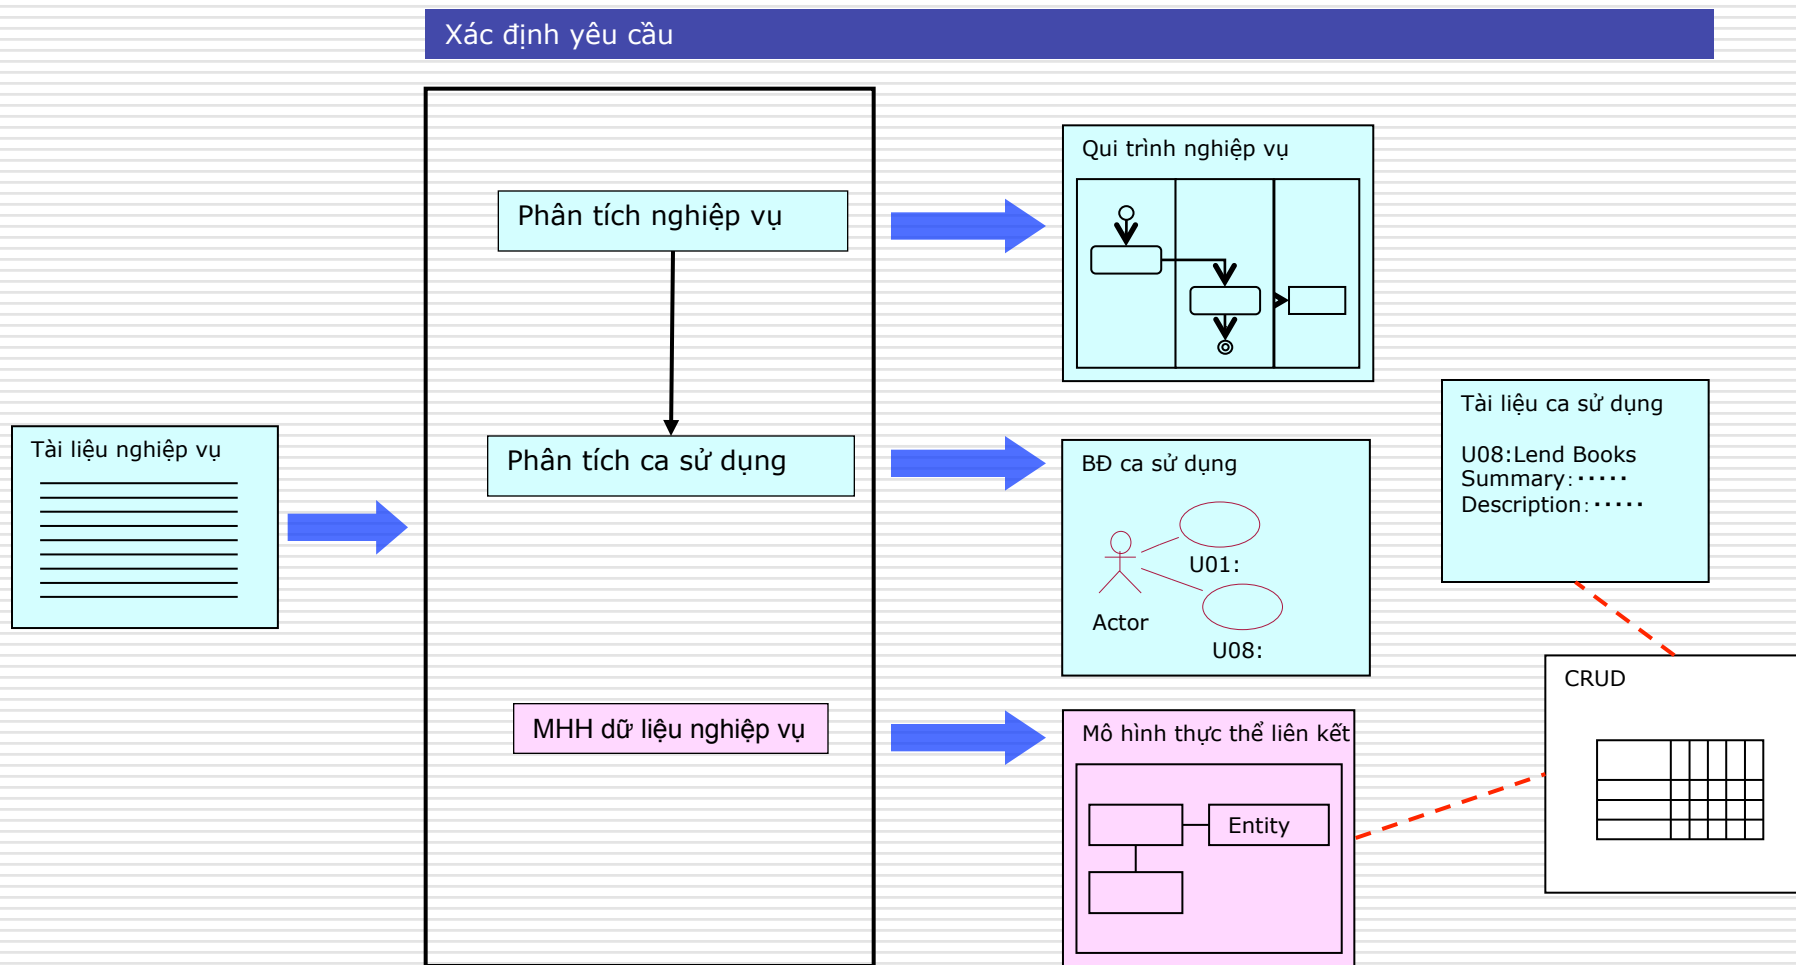 Xác định yêu cầu
Phân tích nghiệp vụ
Qui trình nghiệp vụ
Tài liệu nghiệp vụ
Phân tích ca sử dụng
BĐ ca sử dụng
U01:
Actor
U08:
Tài liệu ca sử dụng
U08:Lend Books
Summary:・・・・・
Description:・・・・・
MHH dữ liệu nghiệp vụ
Mô hình thực thể liên kết
Entity
CRUD